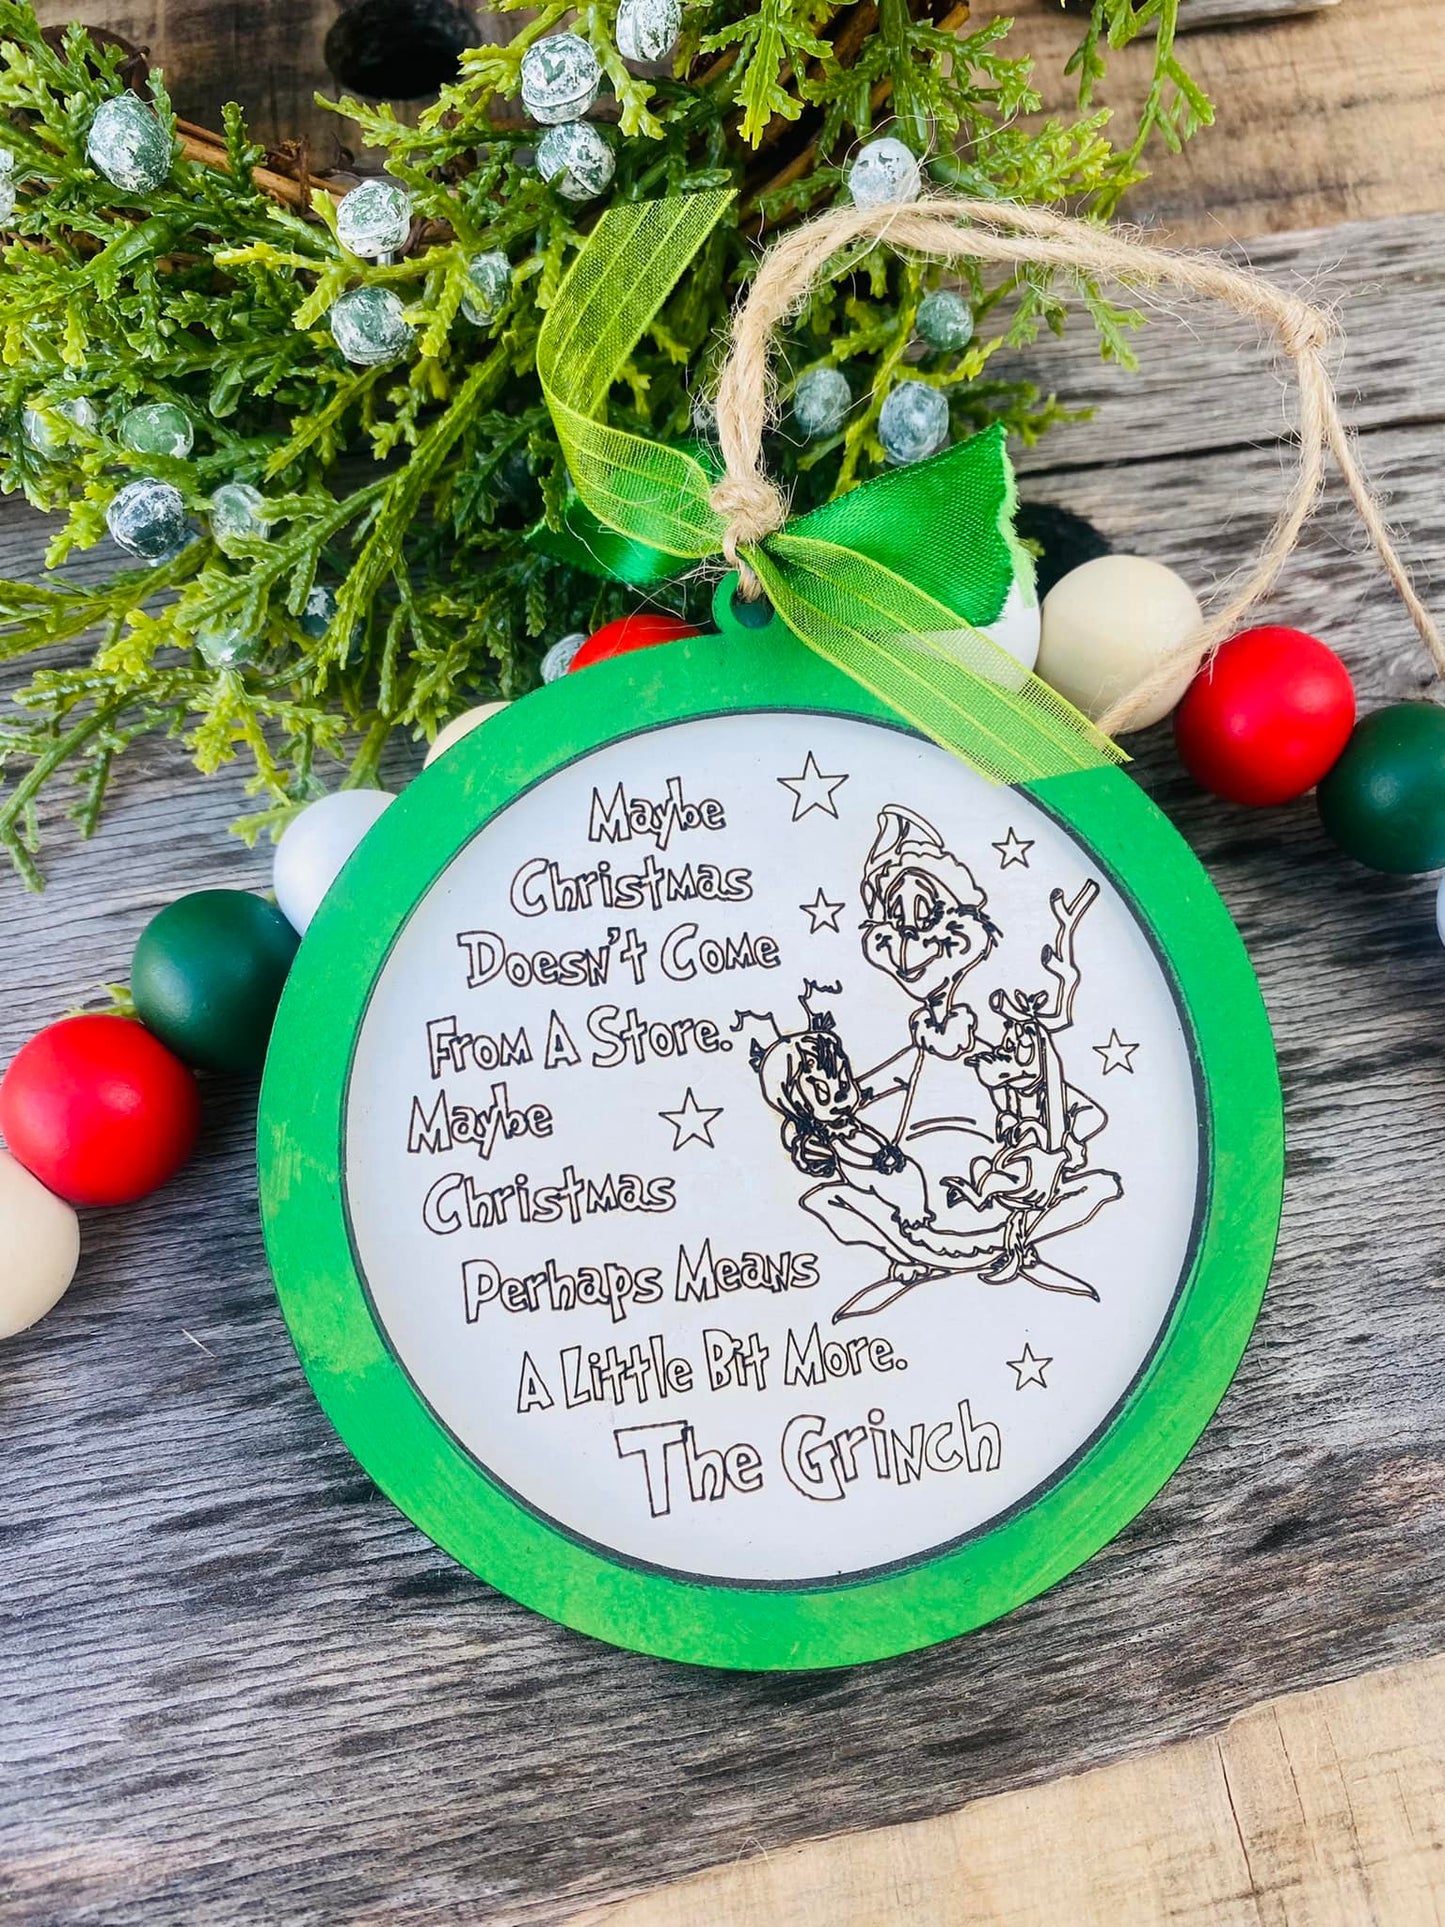 Maybe
Christmas
Doesn't Come
From A Store.
Maybe
Christmas
Perhaps Means
A Little Bit More.
The Grinch